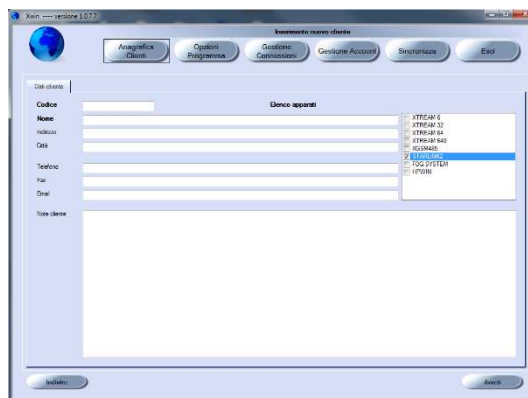 Xwin ---- versione 1.0.7.7
Inserimento nuovo cliente
Anagrafica Clienti
Opzioni Programma
Gestione Connessioni
Gestione Account
Sincronizza
Esci
Dati cliente
Codice
Elenco apparati
Nome
Indirizzo
Città
Telefono
Fax
Email
Note cliente
XTREAM 6
XTREAM 32
XTREAM 64
XTREAM 640
XGSM485
STARLINK2
FOG SYSTEM
HPWIN
Indietro
Avanti